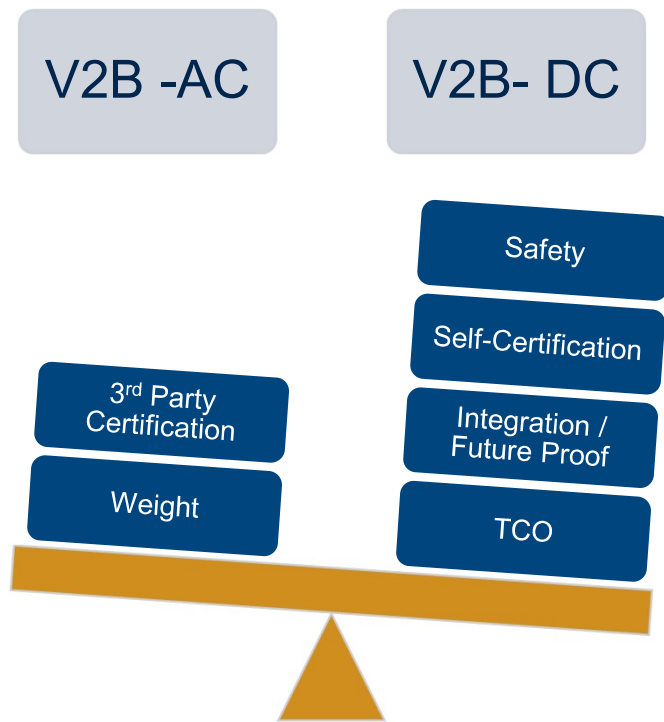 V2B -AC
V2B- DC
Safety
Self-Certification
3rd Party
Certification
Integration /
Future Proof
Weight
TCO